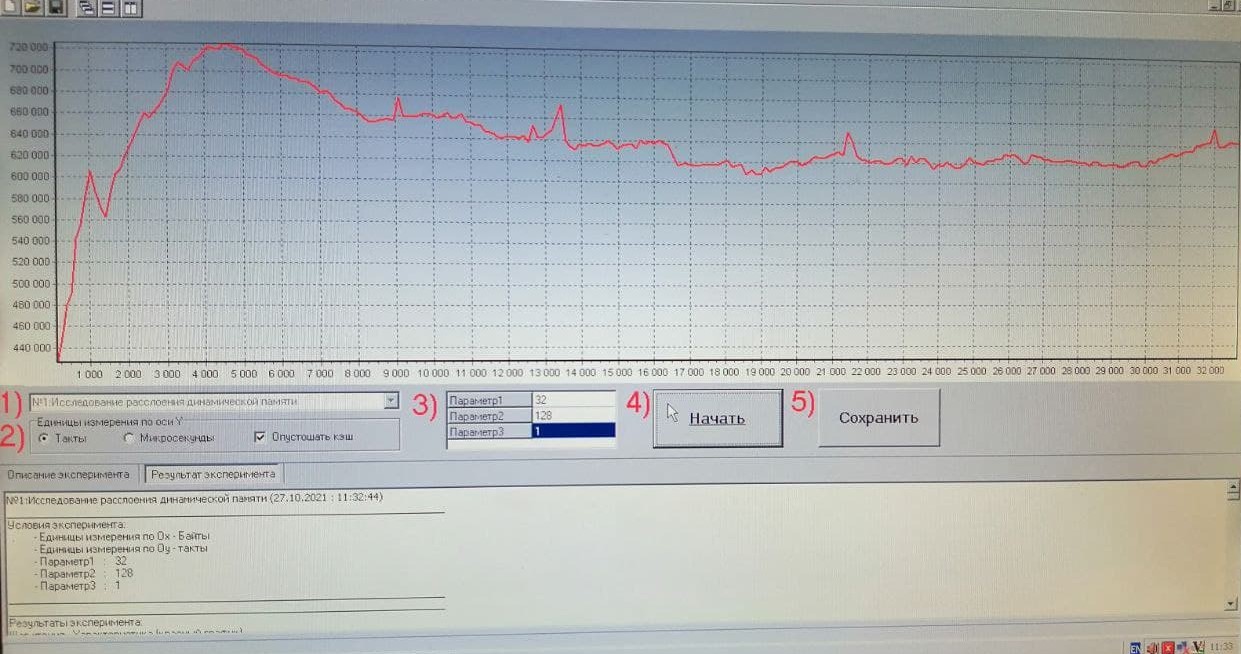 720 000
700 000
680 000
660 000
640 000
620 000
600 000
580 000
560 000
540 000
520 000
500 000
480 000
460 000
440 000
1 000 2 000 3 000 4 000 5 000 6 000 7 000 8 000 9 000 10 000 11 000 12 000 13 000 14 000 15 000 16 000 17 000 18 000 19 000 20 000 21 000 22 000 23 000 24 000 25 000 26 000 27 000 28 000 29 000 30 000 31 000 32 000
1) №1:Исследование расслоения динамической памяти
Единицы измерения по оси Y
2) Такты Микросекунды Опустошать кэш
3) Параметр1 32
Параметр2 128
Параметр3 1
4) Начать
5) Сохранить
Описание эксперимента Результат эксперимента
№1:Исследование расслоения динамической памяти (27.10.2021 : 11:32:44)
Условия эксперимента:
- Единицы измерения по Ox - Байты
- Единицы измерения по Oy - такты
- Параметр1 : 32
- Параметр2 : 128
- Параметр3 : 1
Результаты эксперимента:
EN 11:33